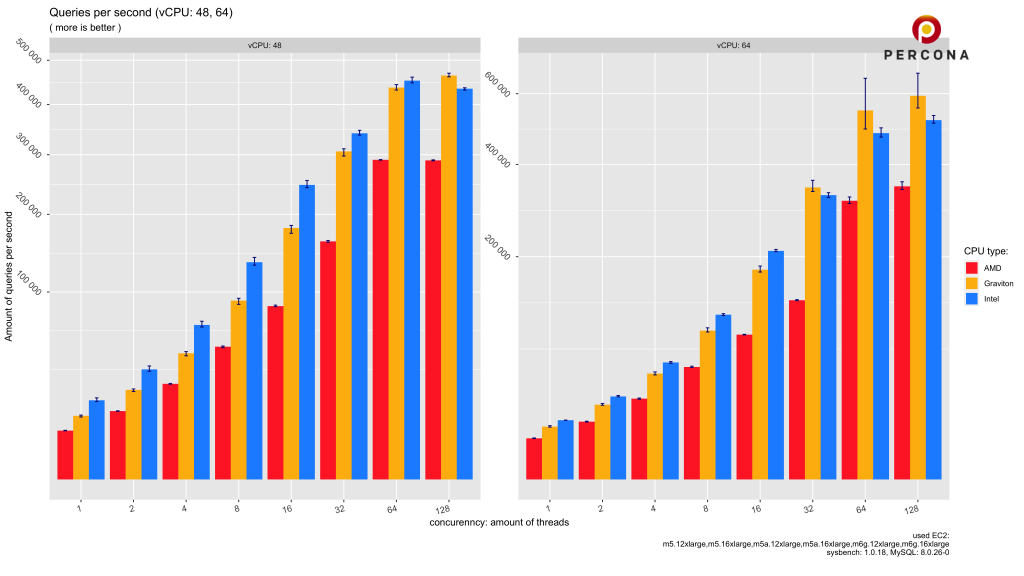 Queries per second (vCPU: 48, 64)
( more is better )
PERCONA
vCPU: 48
vCPU: 64
Amount of queries per second
500 000
400 000
300 000
200 000
100 000
600 000
400 000
200 000
1 2 4 8 16 32 64 128
1 2 4 8 16 32 64 128
concurenncy: amount of threads
CPU type:
AMD
Graviton
Intel
used EC2:
m5.12xlarge,m5.16xlarge,m5a.12xlarge,m5a.16xlarge,m6g.12xlarge,m6g.16xlarge
sysbench: 1.0.18, MySQL: 8.0.26-0